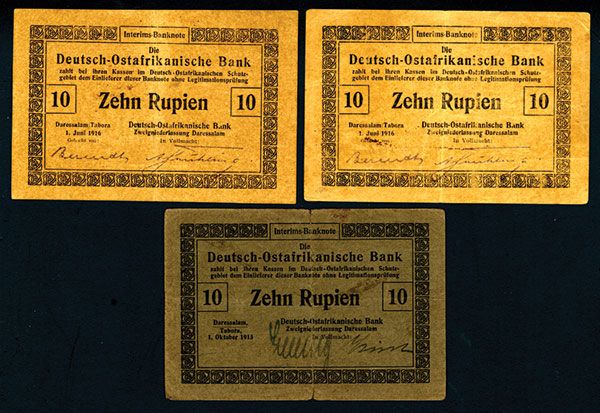 Interims-Banknote
Die
Deutsch-Ostafrikanische Bank
zahlt bei ihren Kassen im Deutsch-Ostafrikanischen Schutz-
gebiet dem Einlieferer dieser Banknote ohne Legitimationsprüfung
10 Zehn Rupien 10
Daressalam Tabora
1. Juni 1916
Deutsch-Ostafrikanische Bank
Zweigniederlassung Daressalam
In Vollmacht:
Interims-Banknote
Die
Deutsch-Ostafrikanische Bank
zahlt bei ihren Kassen im Deutsch-Ostafrikanischen Schutz-
gebiet dem Einlieferer dieser Banknote ohne Legitimationsprüfung
10 Zehn Rupien 10
Daressalam Tabora
1. Juni 1916
Deutsch-Ostafrikanische Bank
Zweigniederlassung Daressalam
In Vollmacht:
Interims-Banknote
Die
Deutsch-Ostafrikanische Bank
zahlt bei ihren Kassen im Deutsch-Ostafrikanischen Schutz-
gebiet dem Einlieferer dieser Banknote ohne Legitimationsprüfung
10 Zehn Rupien 10
Daressalam,
Tabora,
1. Oktober 1915
Deutsch-Ostafrikanische Bank
Zweigniederlassung Daressalam
In Vollmacht: